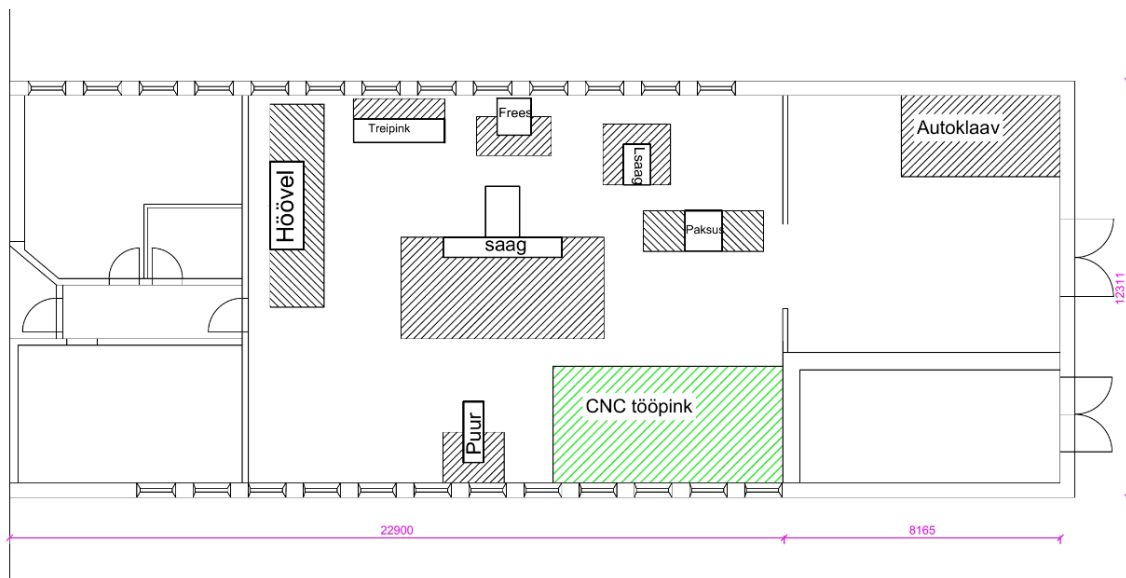 Treipink
Frees
Lsaag
Autoklaav
Höövel
saag
Paksus
12311
CNC tööpink
Puur
22900
8165